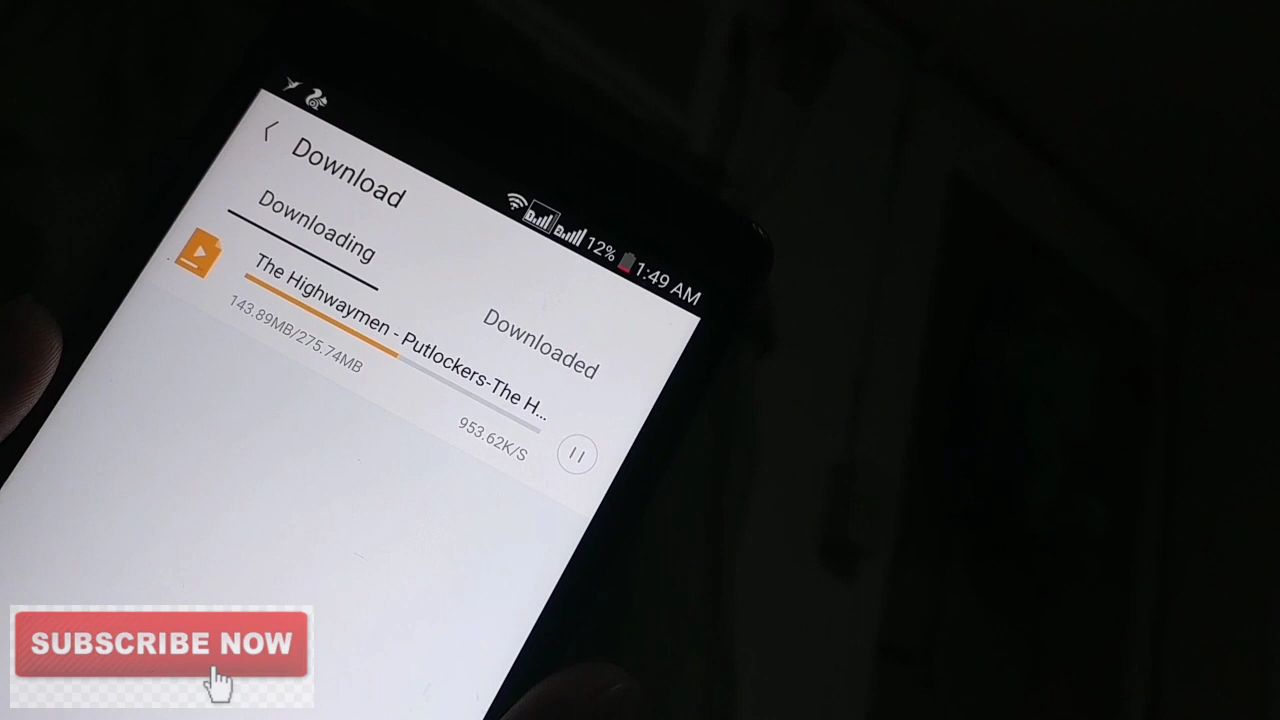 Download
12% 1:49 AM
Downloading
Downloaded
The Highwaymen - Putlockers-The H...
143.89MB/275.74MB
953.62K/S
SUBSCRIBE NOW